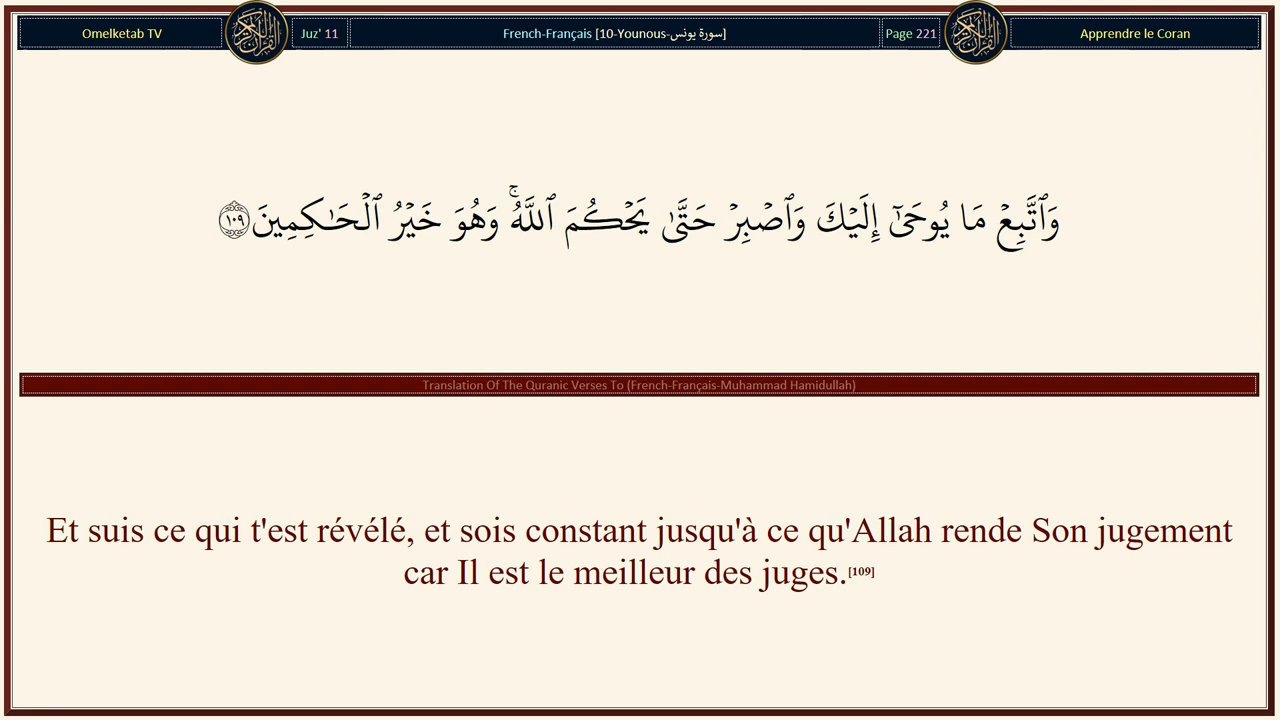 Omelketab TV
Juz' 11
French-Français [10-Younous-سورة يونس]
Page 221
Apprendre le Coran
وَٱتَّبِعۡ مَا يُوحَىٰٓ إِلَيۡكَ وَٱصۡبِرۡ حَتَّىٰ يَحۡكُمَ ٱللَّهُۚ وَهُوَ خَيۡرُ ٱلۡحَٰكِمِينَ ١٠٩
Translation Of The Quranic Verses To (French-Français-Muhammad Hamidullah)
Et suis ce qui t'est révélé, et sois constant jusqu'à ce qu'Allah rende Son jugement
car Il est le meilleur des juges.[109]